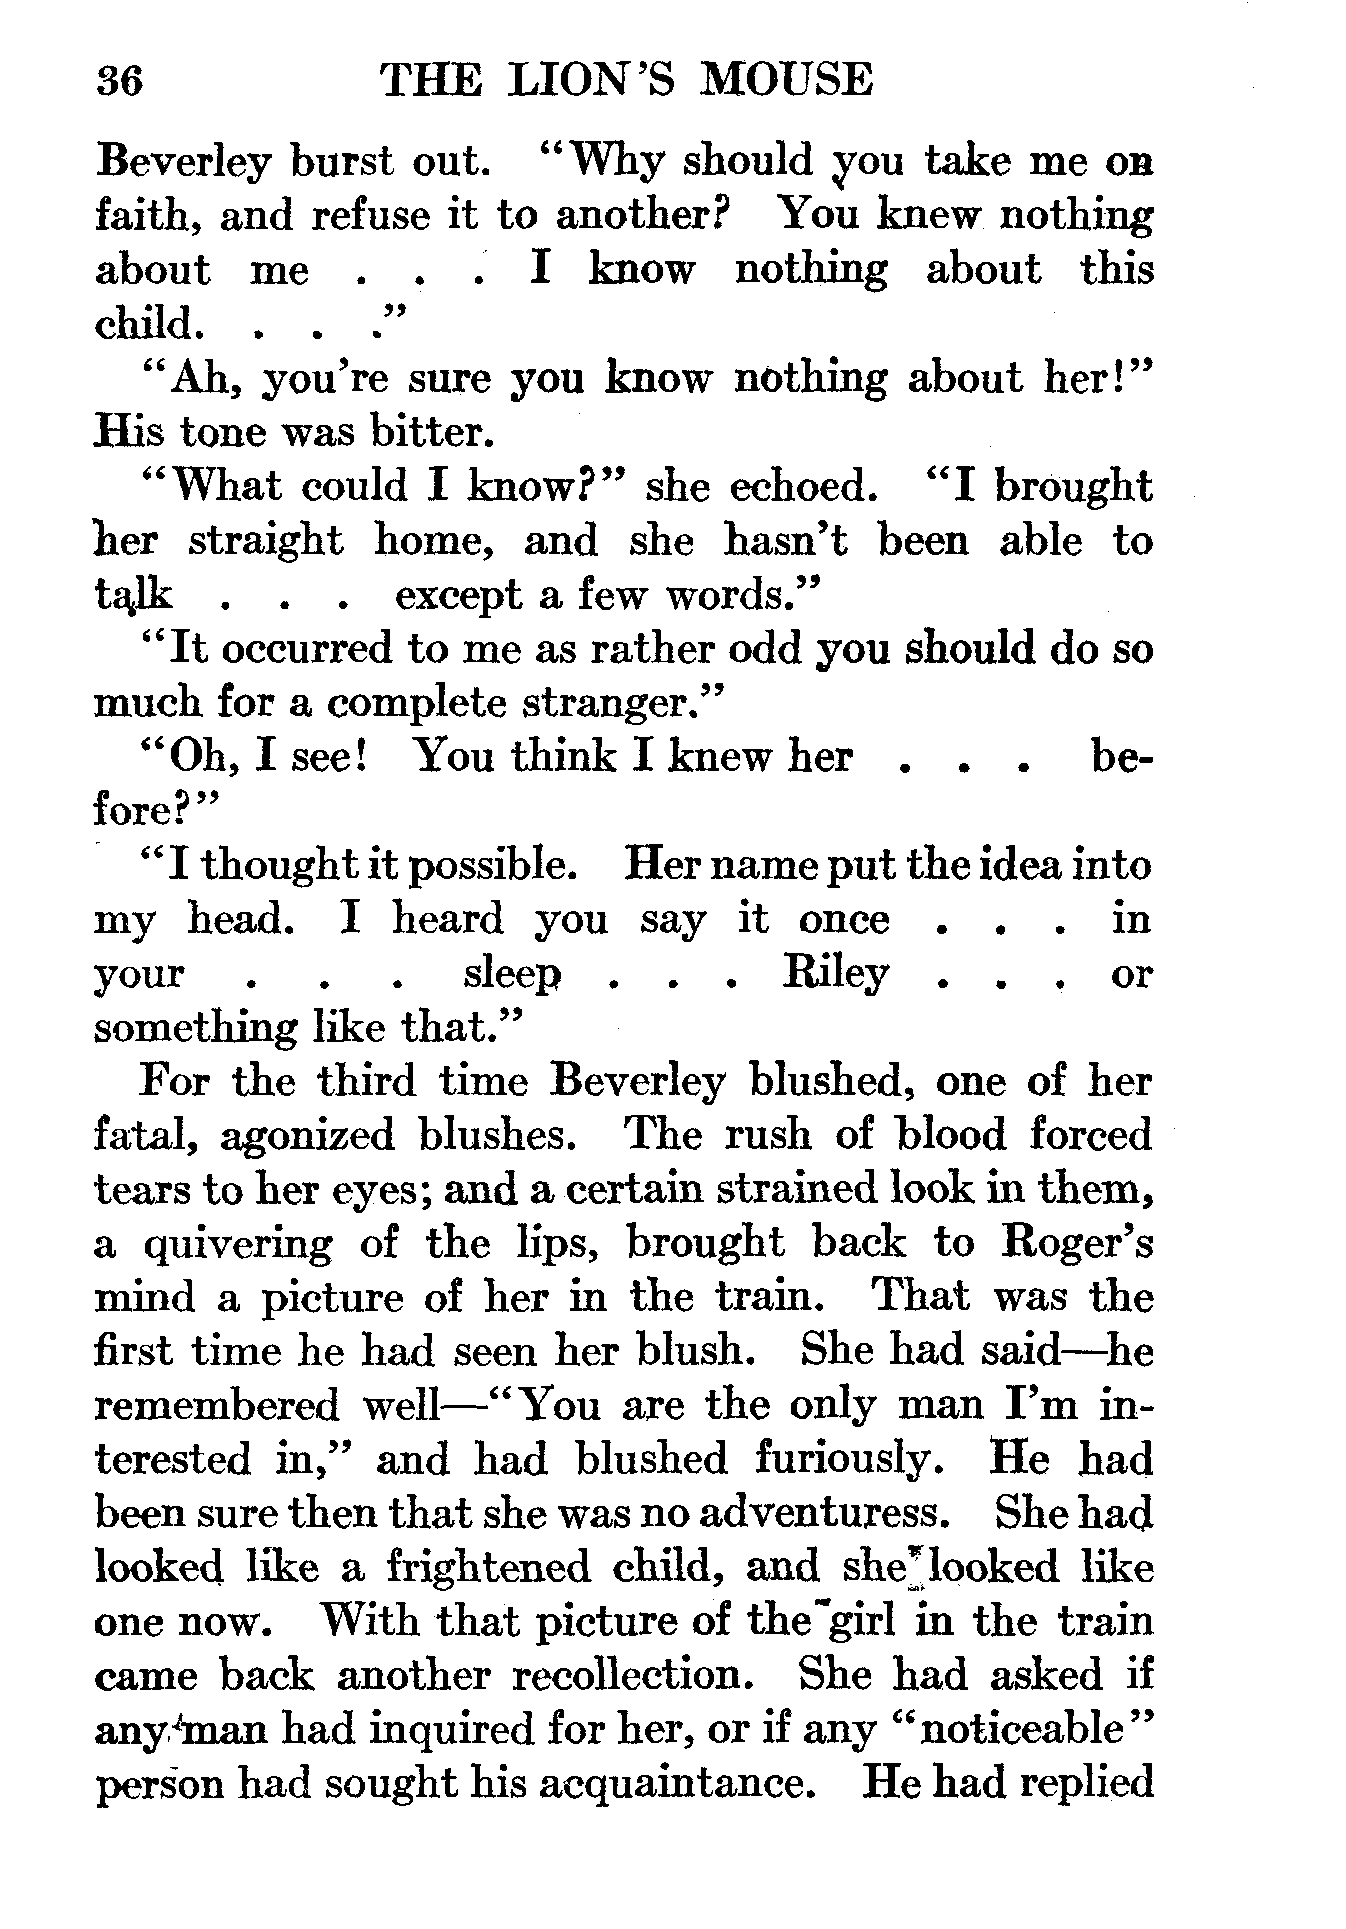 36 THE LION'S MOUSE
Beverley burst out. "Why should you take me on
faith, and refuse it to another? You knew nothing
about me . . . I know nothing about this
child. . . ."
"Ah, you're sure you know nothing about her!"
His tone was bitter.
"What could I know?" she echoed. "I brought
her straight home, and she hasn't been able to
talk . . . except a few words."
"It occurred to me as rather odd you should do so
much for a complete stranger."
"Oh, I see! You think I knew her . . . be-
fore?"
"I thought it possible. Her name put the idea into
my head. I heard you say it once . . . in
your . . . sleep . . . Riley . . . or
something like that."
For the third time Beverley blushed, one of her
fatal, agonized blushes. The rush of blood forced
tears to her eyes; and a certain strained look in them,
a quivering of the lips, brought back to Roger's
mind a picture of her in the train. That was the
first time he had seen her blush. She had said—he
remembered well—"You are the only man I'm in-
terested in," and had blushed furiously. He had
been sure then that she was no adventuress. She had
looked like a frightened child, and she looked like
one now. With that picture of the girl in the train
came back another recollection. She had asked if
any man had inquired for her, or if any "noticeable"
person had sought his acquaintance. He had replied